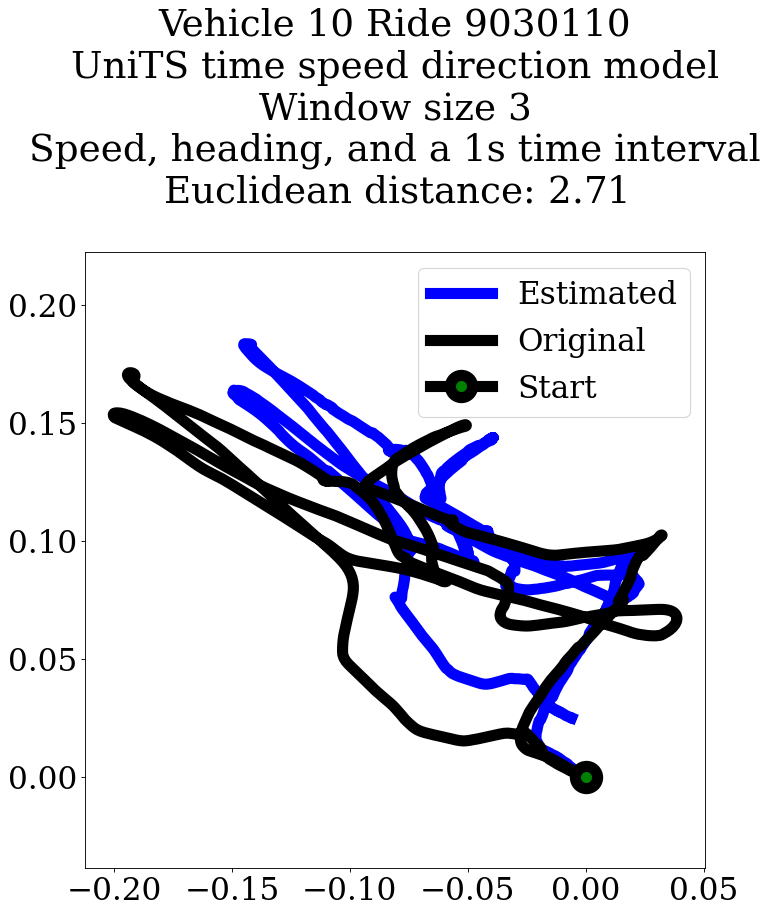 Vehicle 10 Ride 9030110
UniTS time speed direction model
Window size 3
Speed, heading, and a 1s time interval
Euclidean distance: 2.71
Estimated
Original
Start
0.20
0.15
0.10
0.05
0.00
−0.20 −0.15 −0.10 −0.05 0.00 0.05